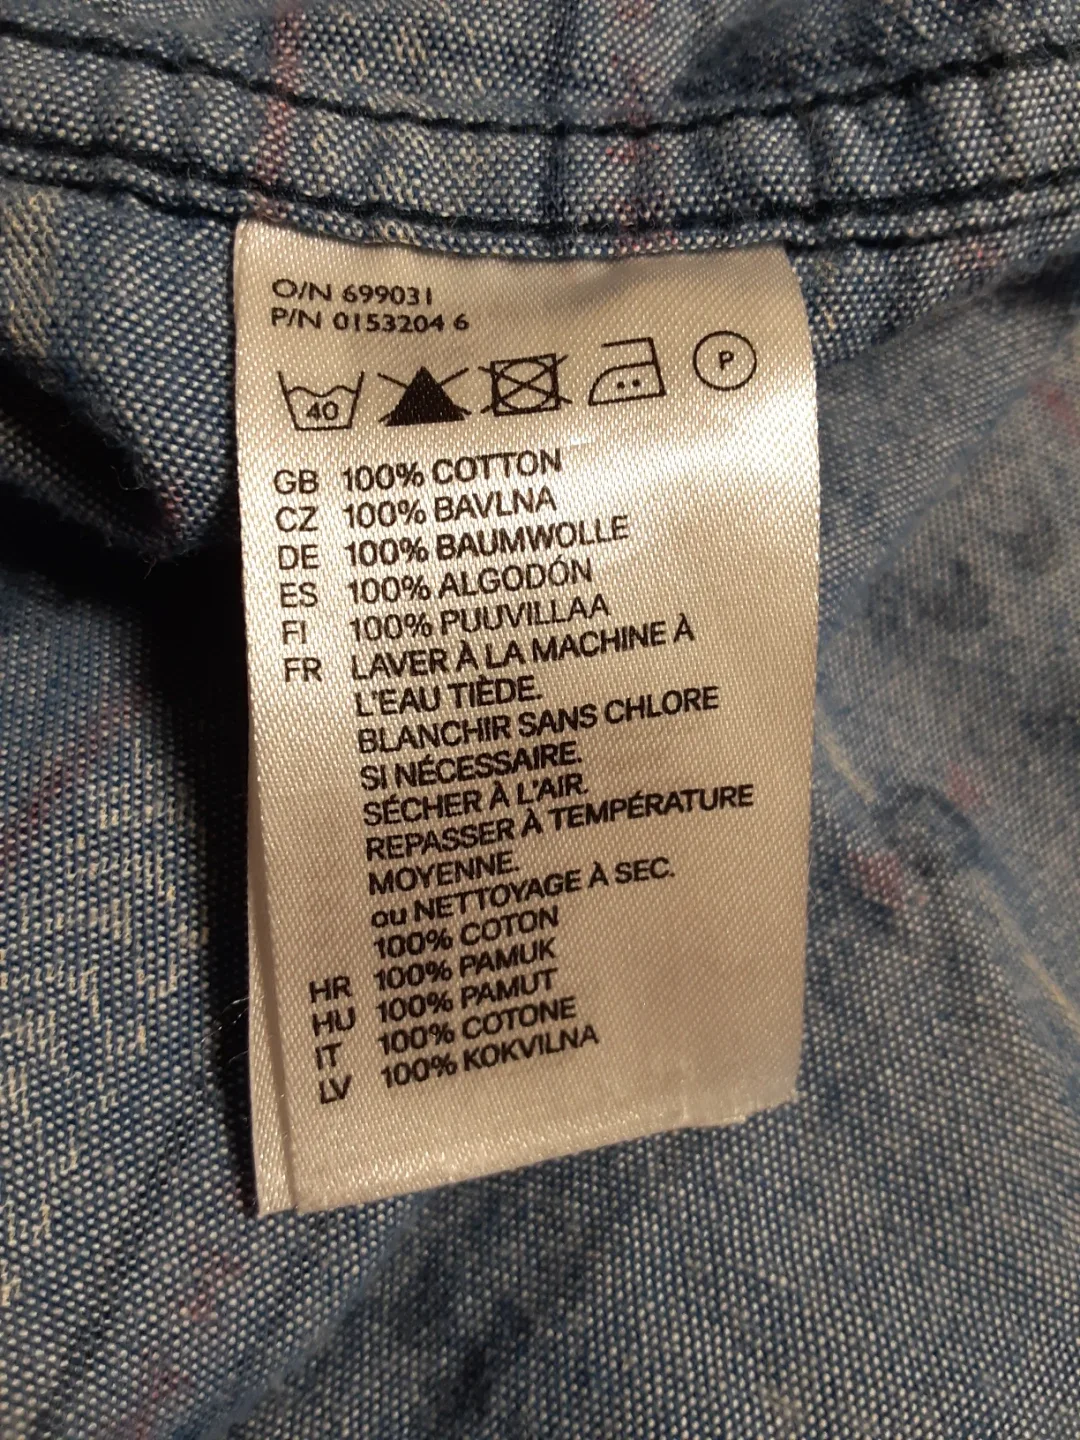 O/N 699031
P/N 0153204 6
40 P
GB 100% COTTON
CZ 100% BAVLNA
DE 100% BAUMWOLLE
ES 100% ALGODÓN
FI 100% PUUVILLAA
FR LAVER À LA MACHINE À
L'EAU TIÈDE.
BLANCHIR SANS CHLORE
SI NÉCESSAIRE.
SÉCHER À L'AIR.
REPASSER À TEMPÉRATURE
MOYENNE.
ou NETTOYAGE À SEC.
100% COTON
HR 100% PAMUK
HU 100% PAMUT
IT 100% COTONE
LV 100% KOKVILNA